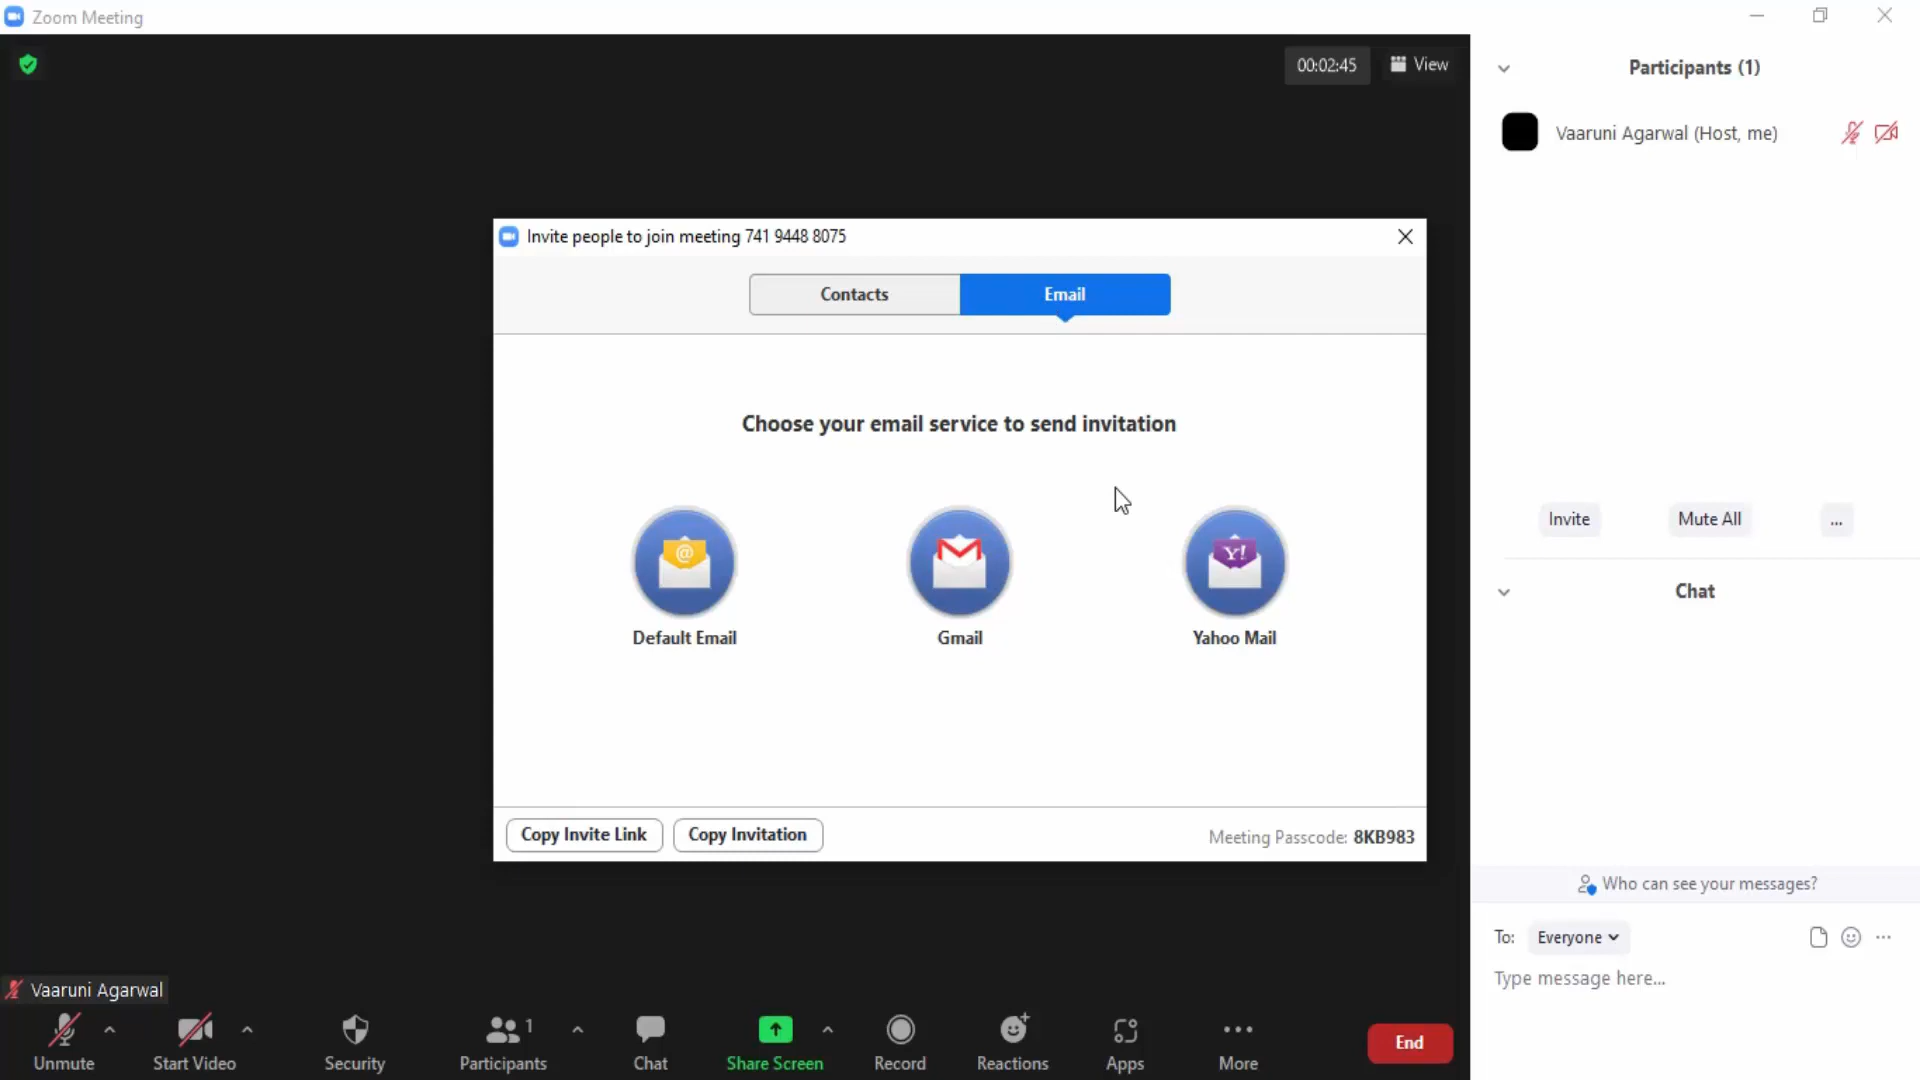 Zoom Meeting
00:02:45
View
Participants (1)
Vaaruni Agarwal (Host, me)
Invite people to join meeting 741 9448 8075
Contacts
Email
Choose your email service to send invitation
@
Y!
Default Email
Gmail
Yahoo Mail
Invite
Mute All
...
Chat
Copy Invite Link
Copy Invitation
Meeting Passcode: 8KB983
Who can see your messages?
To: Everyone
Type message here...
Vaaruni Agarwal
1
Unmute
Start Video
Security
Participants
Chat
Share Screen
Record
Reactions
Apps
More
End